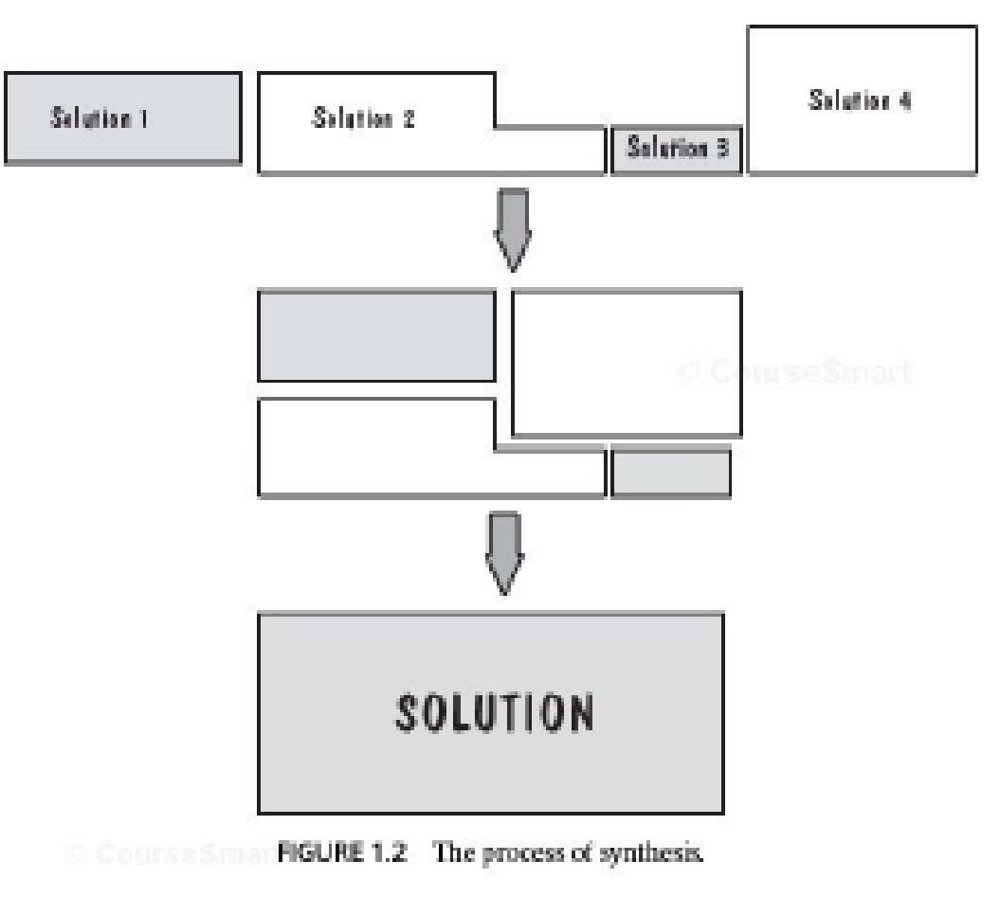 Solution 4
Solution 1
Solution 2
Solution 3
© CourseSmart
SOLUTION
© CourseSmart
FIGURE 1.2 The process of synthesis.